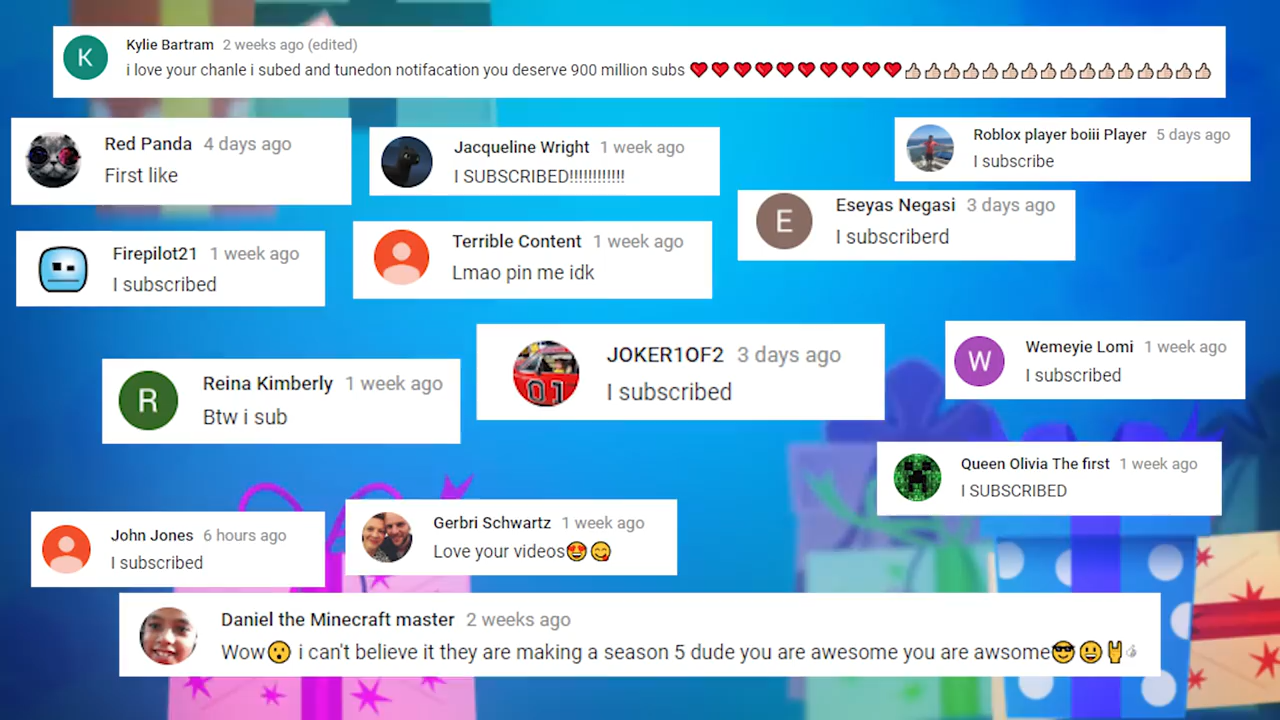 Kylie Bartram 2 weeks ago (edited)
i love your chanle i subed and tunedon notifacation you deserve 900 million subs ❤❤❤❤❤❤❤❤❤❤👍🏻👍🏻👍🏻👍🏻👍🏻👍🏻👍🏻👍🏻👍🏻👍🏻👍🏻👍🏻👍🏻👍🏻👍🏻👍🏻
K
Red Panda 4 days ago
First like
Jacqueline Wright 1 week ago
I SUBSCRIBED!!!!!!!!!!!!
Roblox player boiii Player 5 days ago
I subscribe
Eseyas Negasi 3 days ago
E
I subscriberd
Firepilot21 1 week ago
I subscribed
Terrible Content 1 week ago
Lmao pin me idk
JOKER1OF2 3 days ago
01
I subscribed
Wemeyie Lomi 1 week ago
W
I subscribed
Reina Kimberly 1 week ago
R
Btw i sub
Queen Olivia The first 1 week ago
I SUBSCRIBED
John Jones 6 hours ago
I subscribed
Gerbri Schwartz 1 week ago
Love your videos😍😋
Daniel the Minecraft master 2 weeks ago
Wow😯 i can't believe it they are making a season 5 dude you are awesome you are awsome😎😀🤘💰